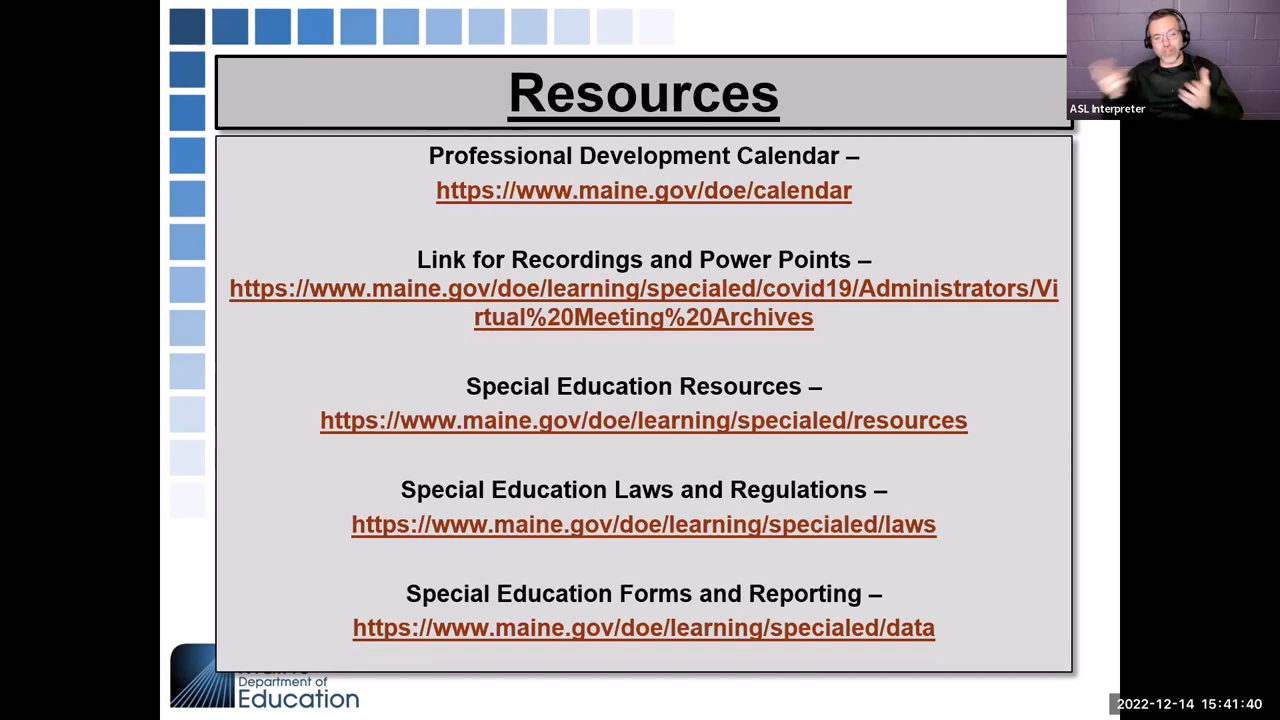 Resources
ASL Interpreter
Professional Development Calendar –
https://www.maine.gov/doe/calendar
Link for Recordings and Power Points –
https://www.maine.gov/doe/learning/specialed/covid19/Administrators/Vi
rtual%20Meeting%20Archives
Special Education Resources –
https://www.maine.gov/doe/learning/specialed/resources
Special Education Laws and Regulations –
https://www.maine.gov/doe/learning/specialed/laws
Special Education Forms and Reporting –
https://www.maine.gov/doe/learning/specialed/data
Department of
Education
2022-12-14 15:41:40